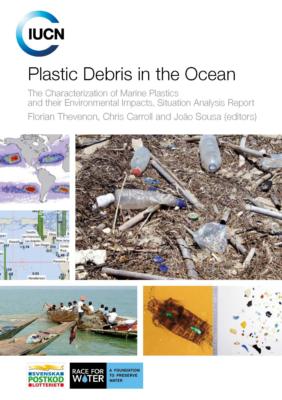 IUCN
Plastic Debris in the Ocean
The Characterization of Marine Plastics
and their Environmental Impacts, Situation Analysis Report
Florian Thevenon, Chris Carroll and João Sousa (editors)
SVENSKA
POSTKOD
LOTTERIET
RACE FOR
WATER
A FOUNDATION
TO PRESERVE
WATER